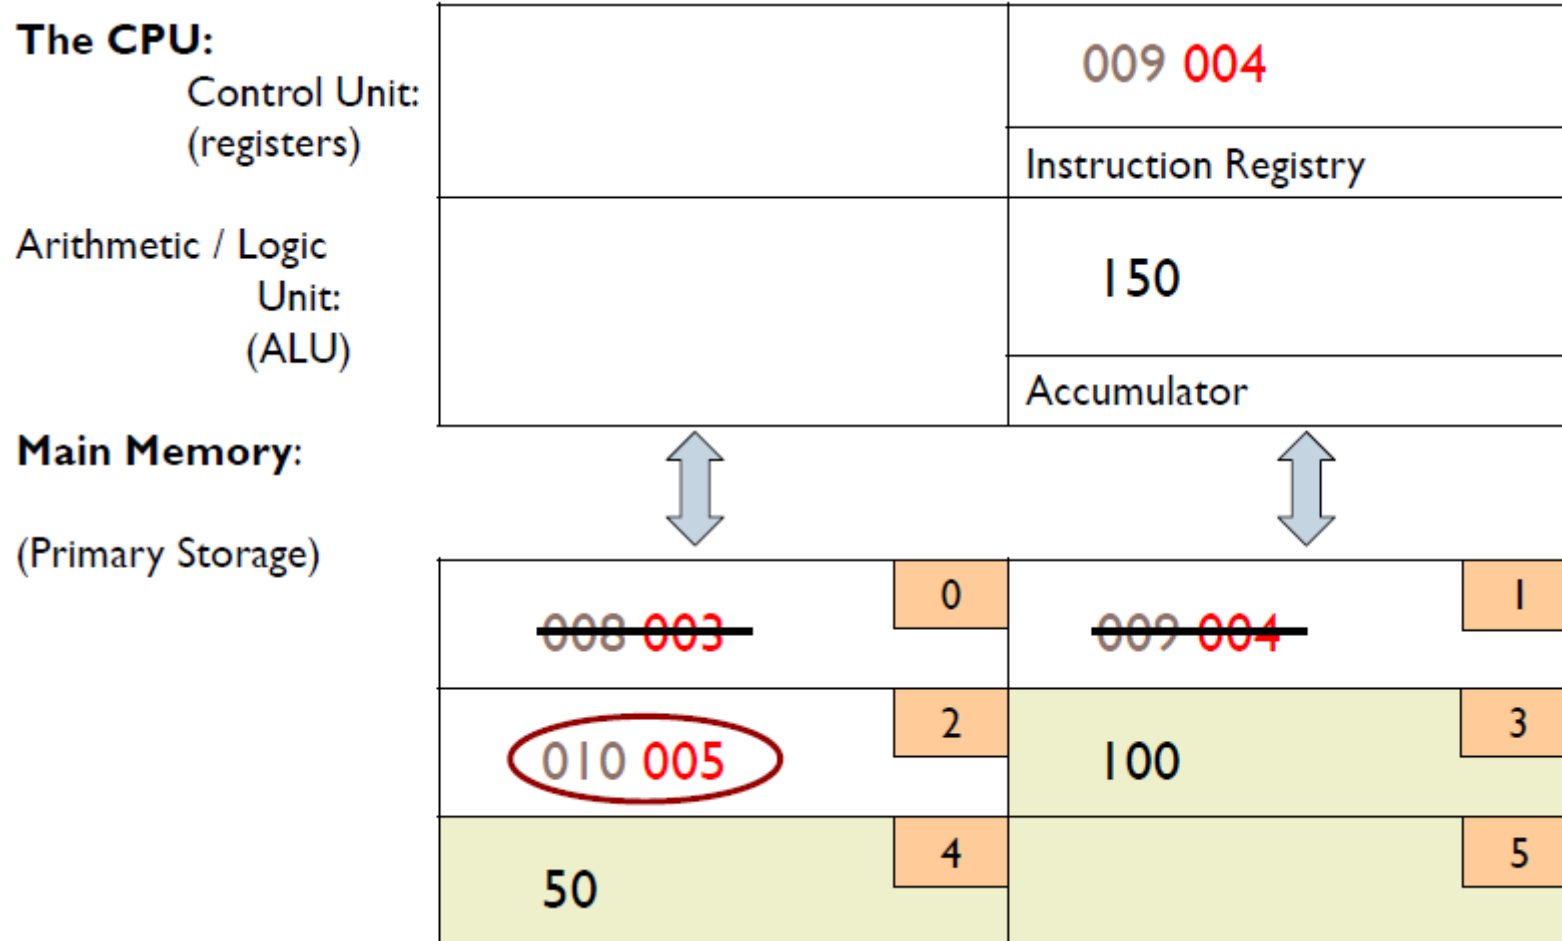 The CPU:
Control Unit:
(registers)
009 004
Instruction Registry
Arithmetic / Logic
Unit:
(ALU)
150
Accumulator
Main Memory:
(Primary Storage)
008 003
0
009 004
1
010 005
2
100
3
50
4
5